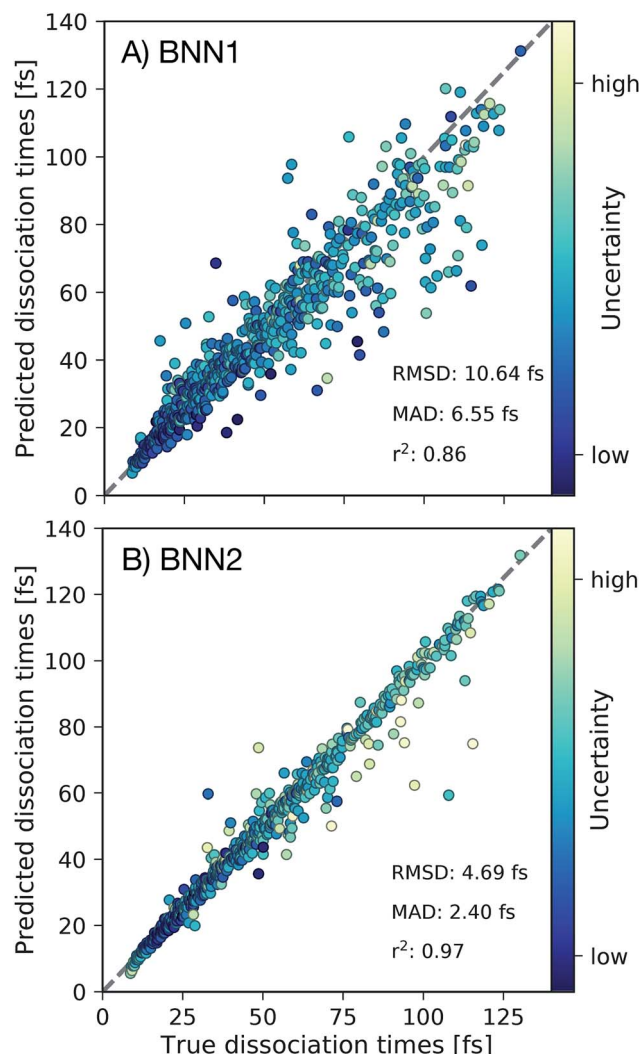 A) BNN1
140
120
100
80
60
40
20
0
Predicted dissociation times [fs]
RMSD: 10.64 fs
MAD: 6.55 fs
r²: 0.86
high
low
Uncertainty
B) BNN2
140
120
100
80
60
40
20
0
Predicted dissociation times [fs]
RMSD: 4.69 fs
MAD: 2.40 fs
r²: 0.97
high
low
Uncertainty
0 25 50 75 100 125
True dissociation times [fs]